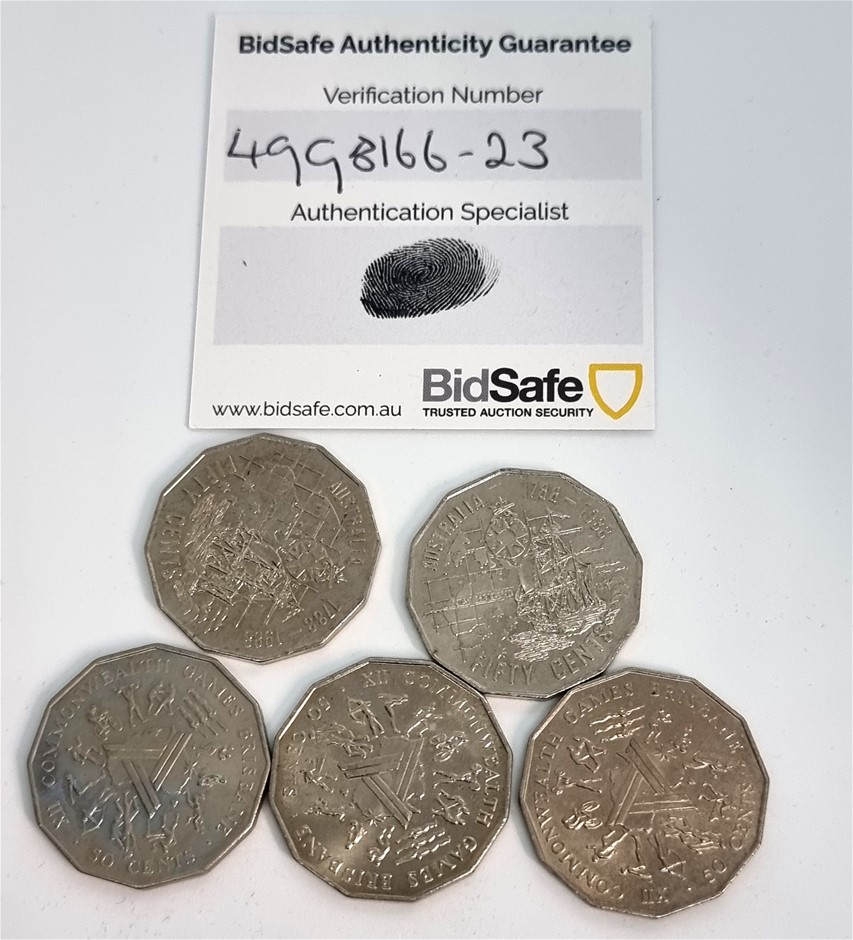 BidSafe Authenticity Guarantee
Verification Number
4998166-23
Authentication Specialist
www.bidsafe.com.au
BidSafe
TRUSTED AUCTION SECURITY
FIFTY CENTS
AUSTRALIA
1788-1988
AUSTRALIA
1788-1988
FIFTY CENTS
XII COMMONWEALTH GAMES BRISBANE
50 CENTS
XII COMMONWEALTH GAMES BRISBANE
50 CENTS
XII COMMONWEALTH GAMES BRISBANE
50 CENTS